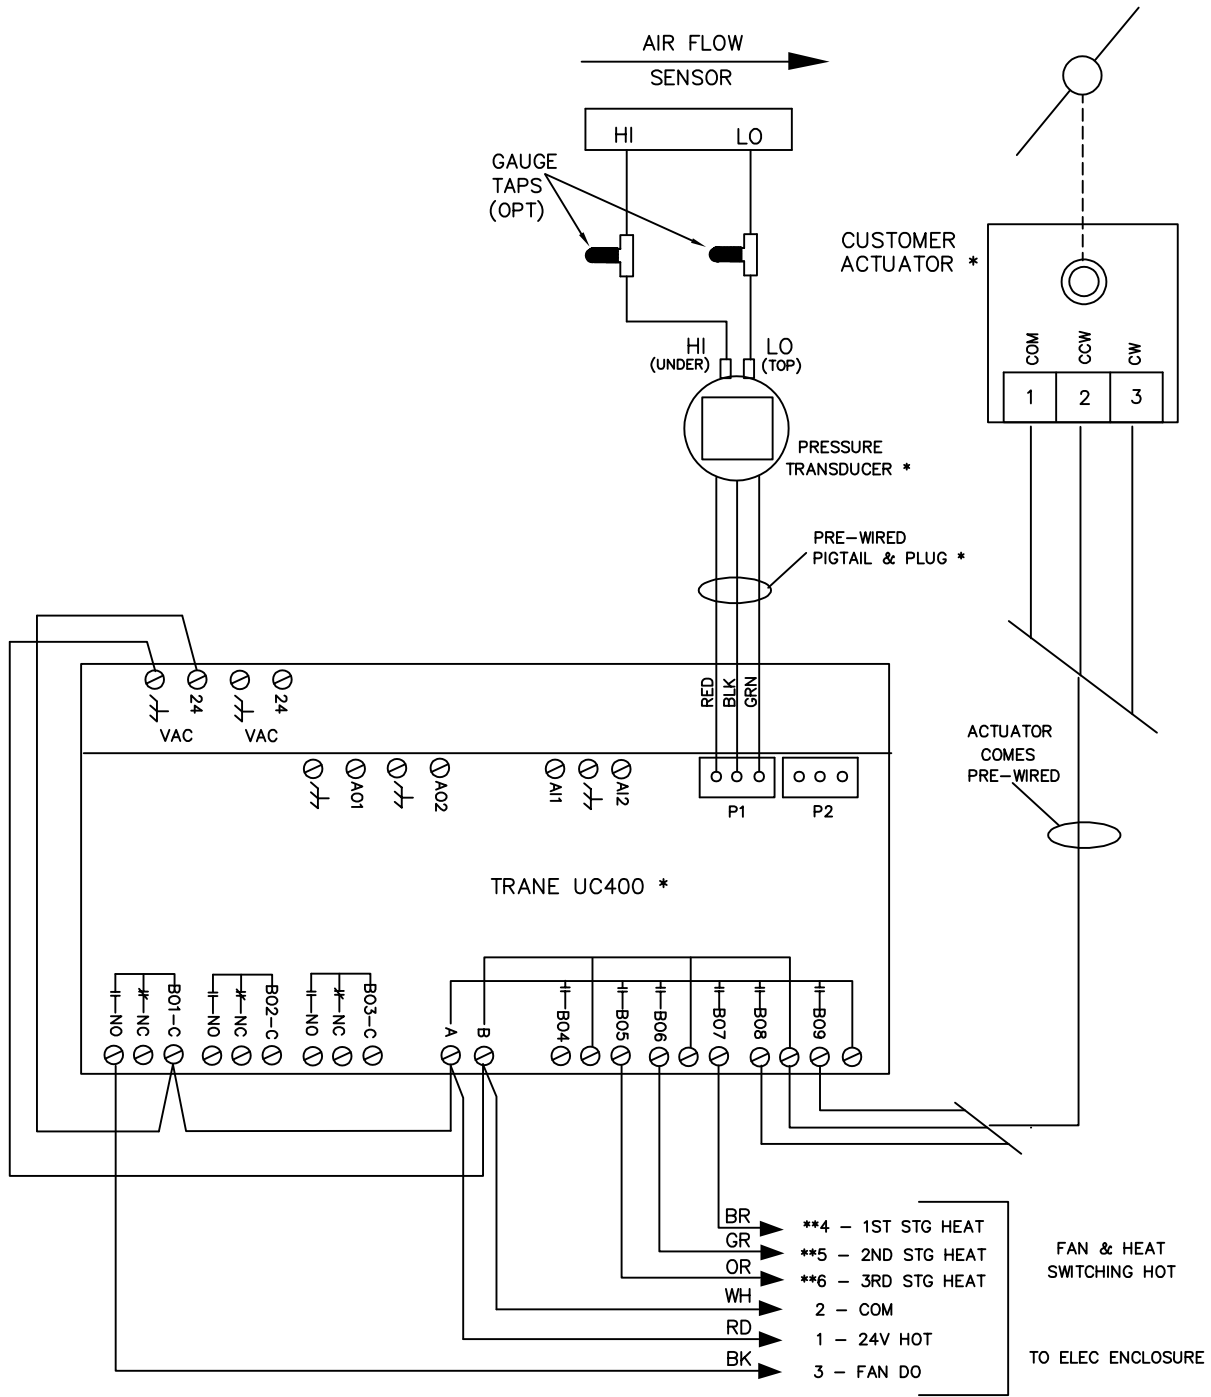 AIR FLOW
SENSOR
HI
LO
GAUGE
TAPS
(OPT)
CUSTOMER
ACTUATOR *
COM
CCW
CW
1
2
3
HI
(UNDER)
LO
(TOP)
PRESSURE
TRANSDUCER *
PRE-WIRED
PIGTAIL & PLUG *
24
VAC
24
VAC
RED
BLK
GRN
ACTUATOR
COMES
PRE-WIRED
AO1
AO2
AI1
AI2
P1
P2
TRANE UC400 *
NO
NC
BO1-C
NO
NC
BO2-C
NO
NC
BO3-C
A
B
BO4
BO5
BO6
BO7
BO8
BO9
BR
**4 - 1ST STG HEAT
GR
**5 - 2ND STG HEAT
OR
**6 - 3RD STG HEAT
WH
2 - COM
RD
1 - 24V HOT
BK
3 - FAN DO
FAN & HEAT
SWITCHING HOT
TO ELEC ENCLOSURE